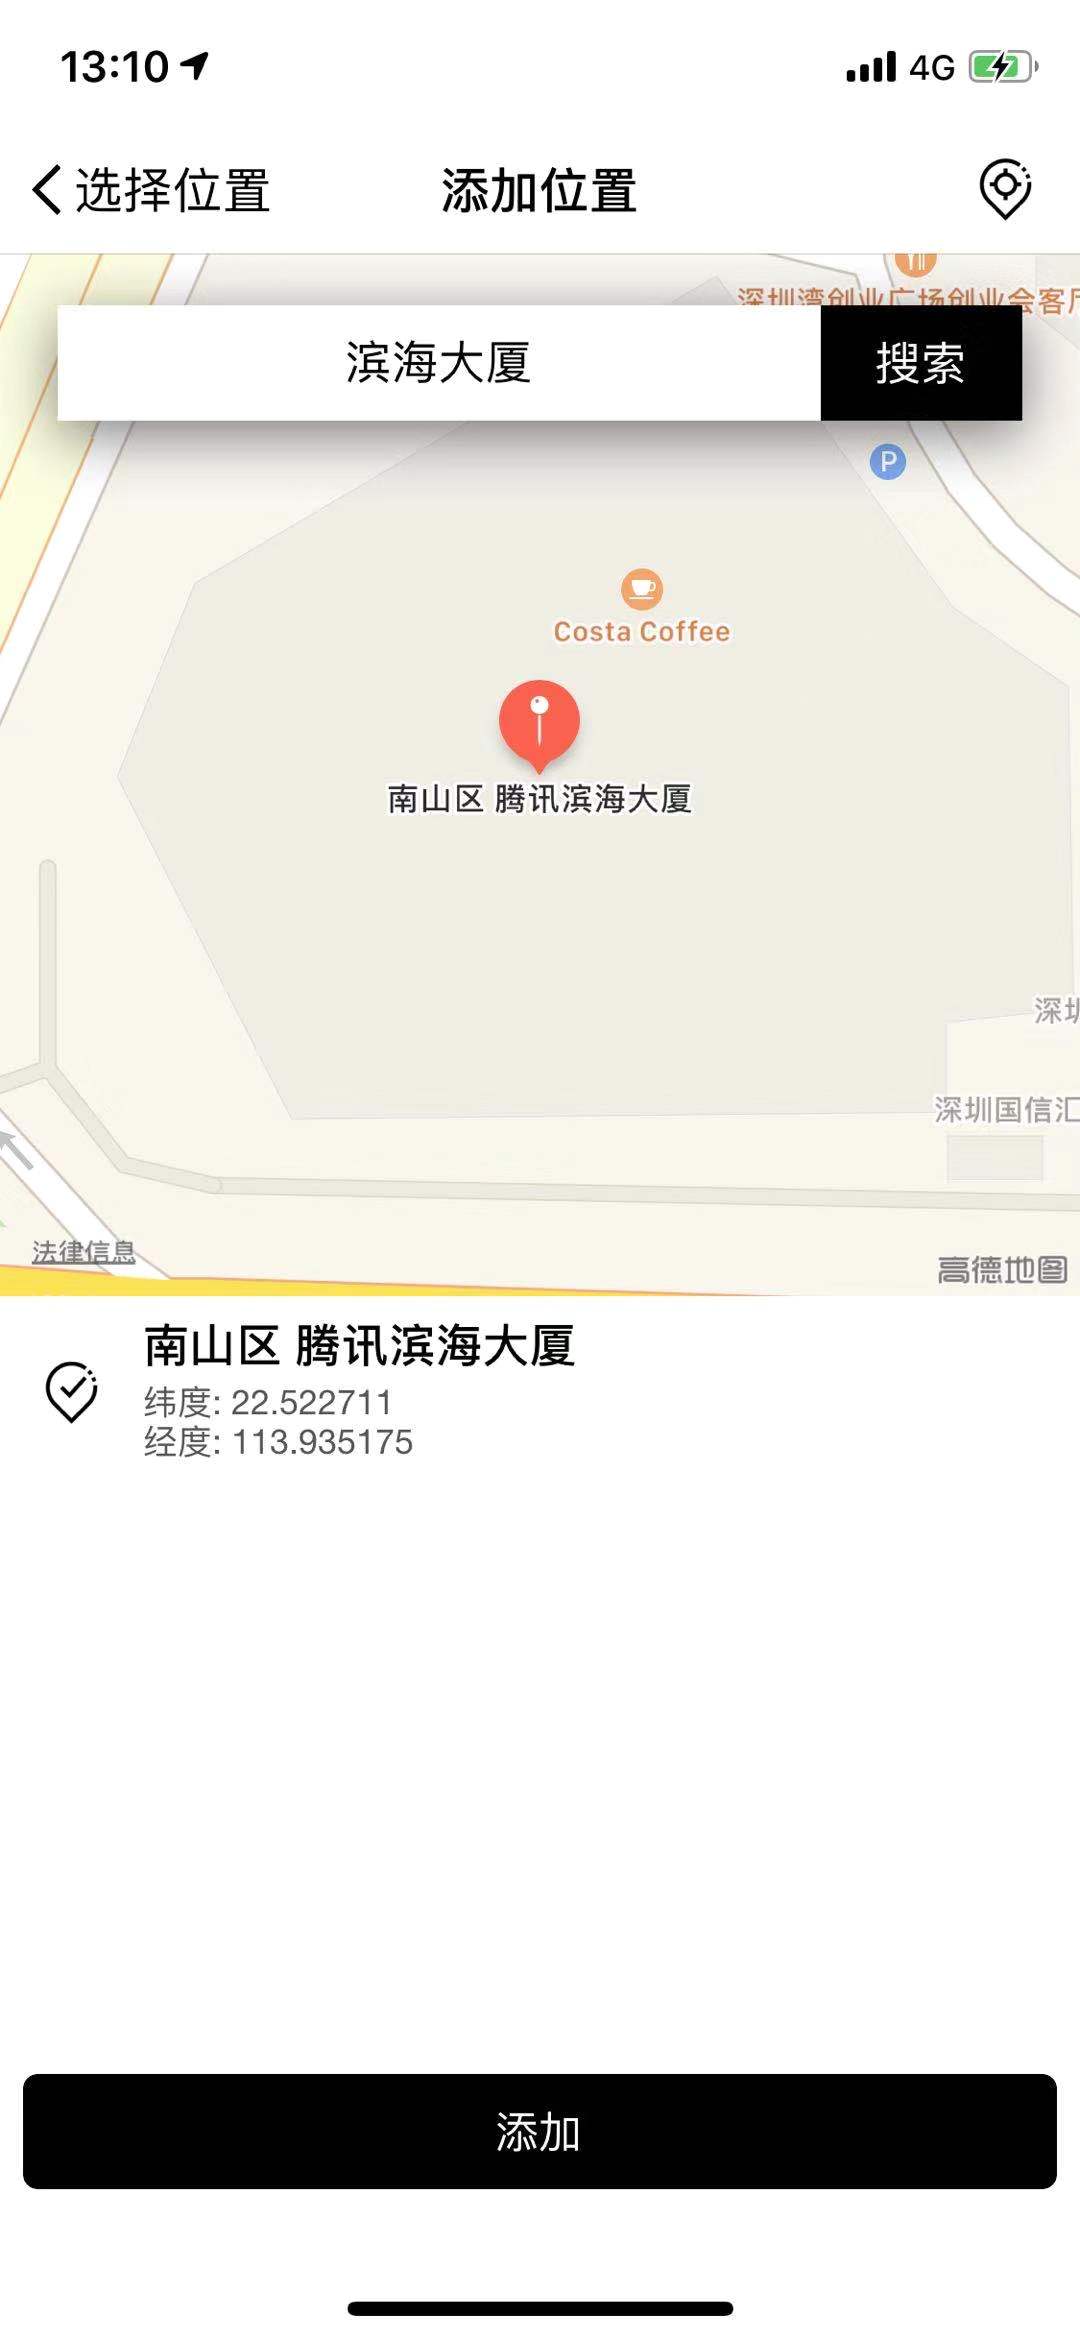 13:10
4G
选择位置
添加位置
深圳湾创业广场创业会客厅
滨海大厦
搜索
P
Costa Coffee
南山区 腾讯滨海大厦
深圳
深圳国信汇
法律信息
高德地图
南山区 腾讯滨海大厦
纬度: 22.522711
经度: 113.935175
添加